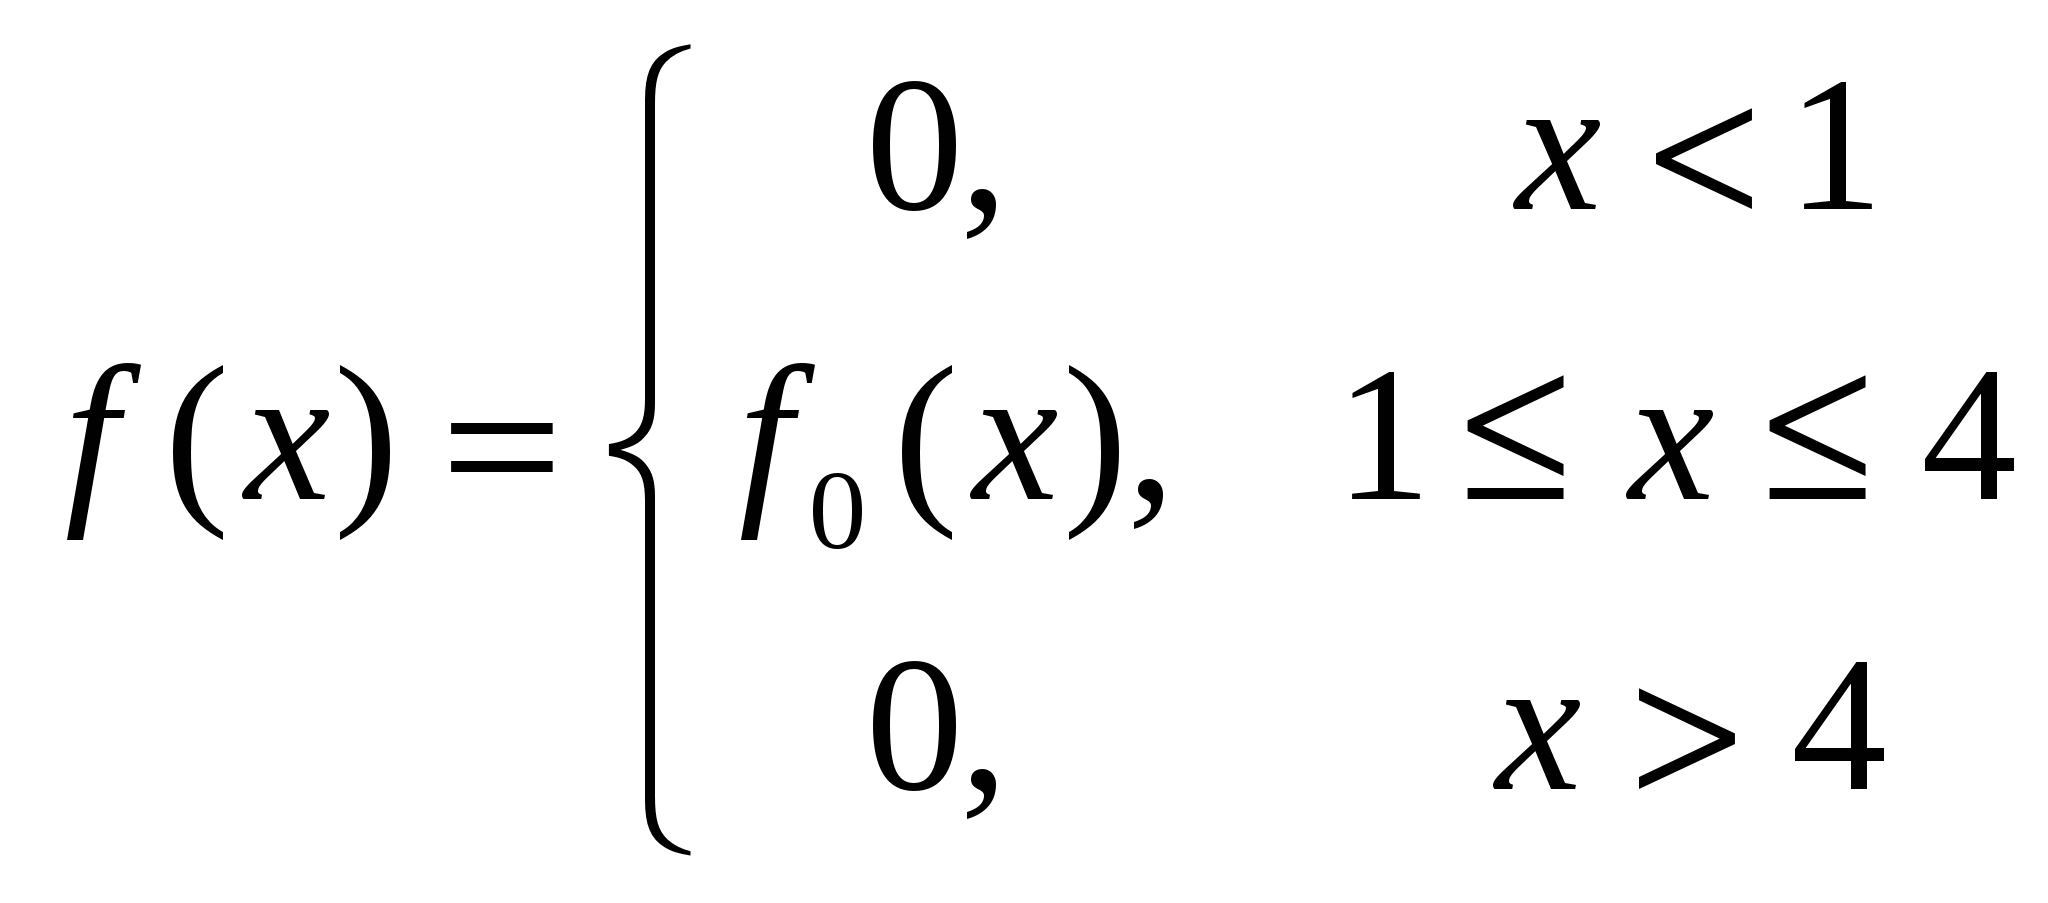 f(x) = { 0, x < 1
f₀(x), 1 ≤ x ≤ 4
0, x > 4